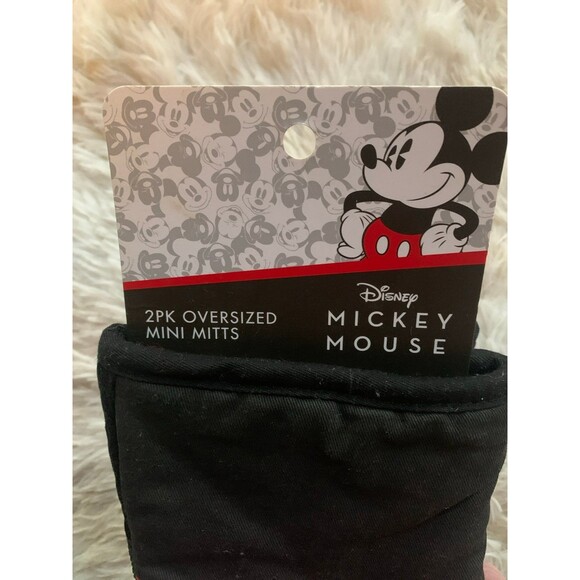 2PK OVERSIZED
MINI MITTS
Disney
MICKEY
MOUSE